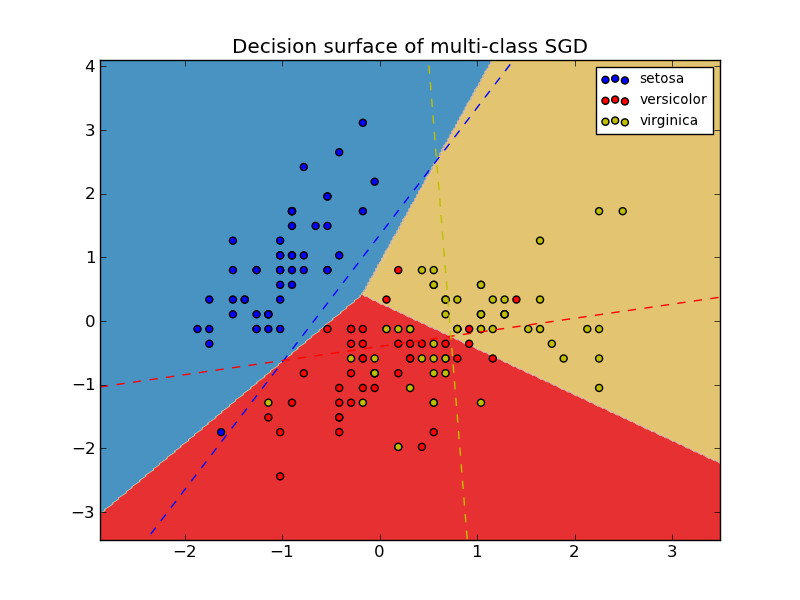 Decision surface of multi-class SGD
setosa
versicolor
virginica
4
3
2
1
0
−1
−2
−3
−2 −1 0 1 2 3